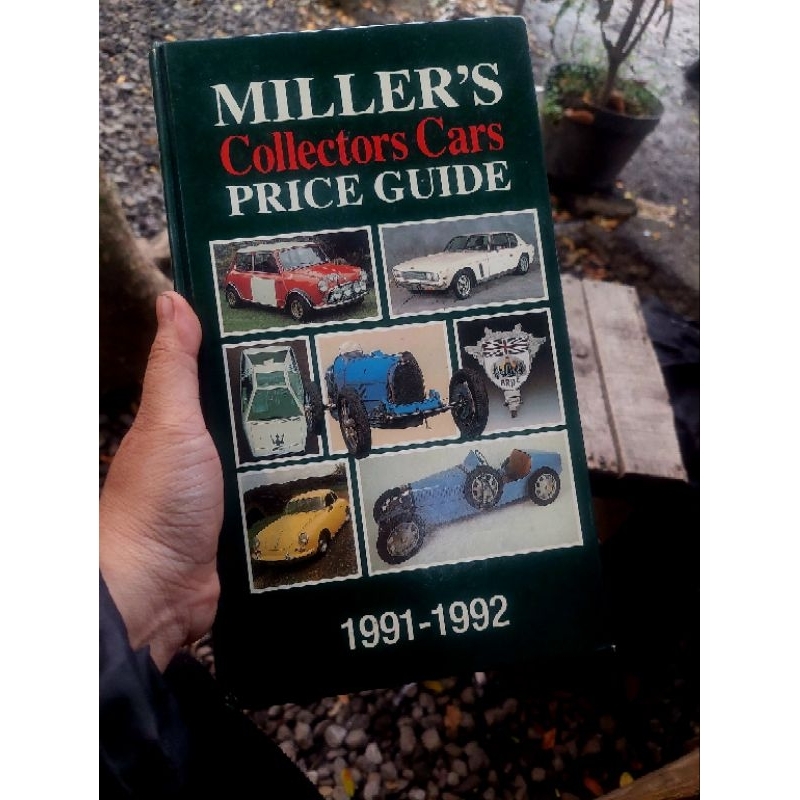 MILLER'S
Collectors Cars
PRICE GUIDE
1991-1992